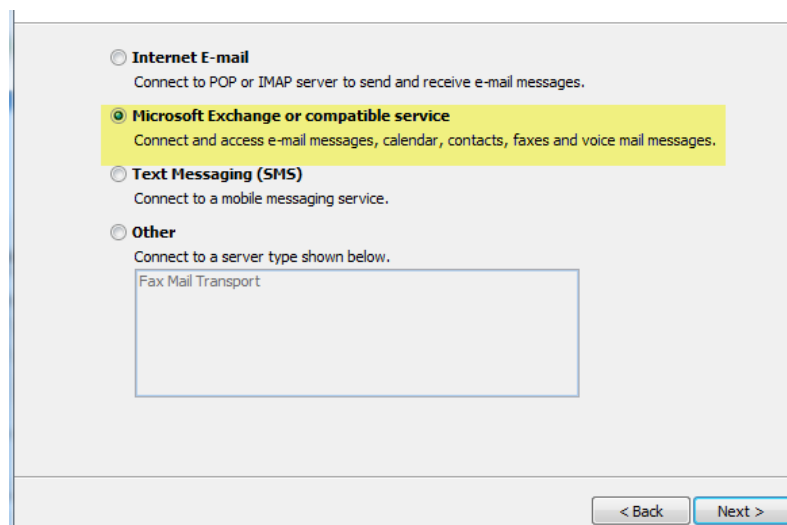 Internet E-mail
Connect to POP or IMAP server to send and receive e-mail messages.
Microsoft Exchange or compatible service
Connect and access e-mail messages, calendar, contacts, faxes and voice mail messages.
Text Messaging (SMS)
Connect to a mobile messaging service.
Other
Connect to a server type shown below.
Fax Mail Transport
< Back Next >